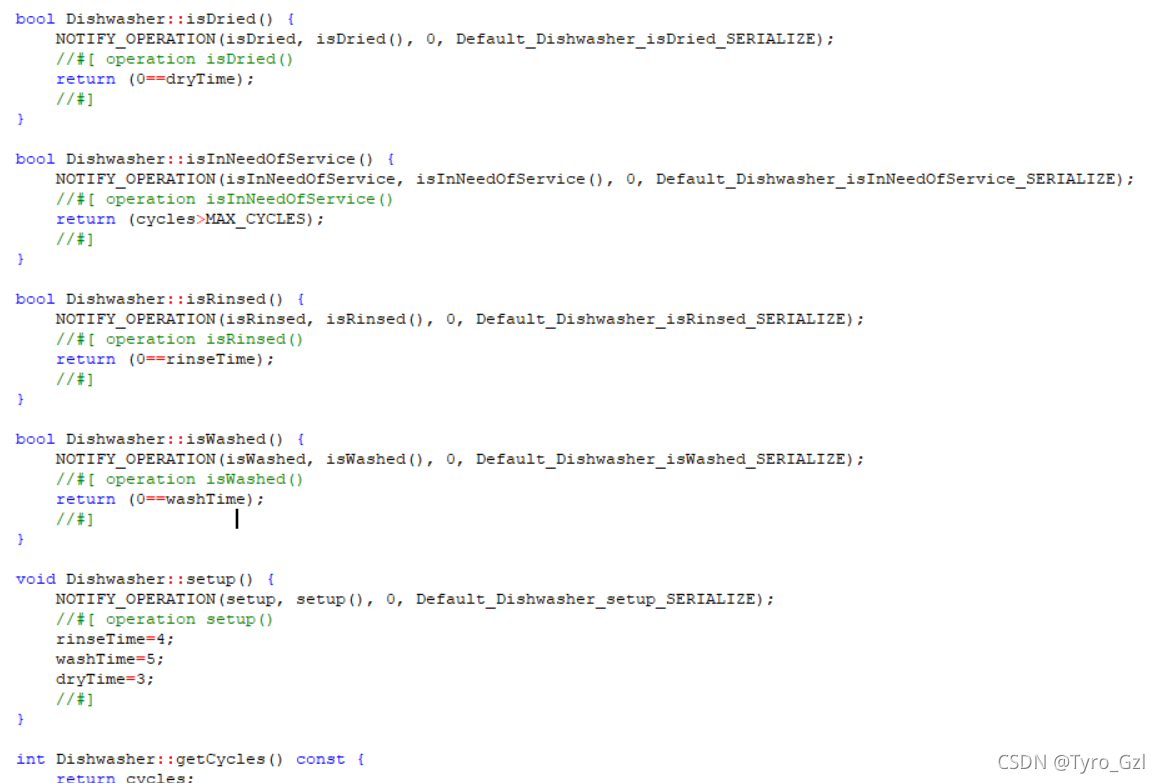 bool Dishwasher::isDried() {
    NOTIFY_OPERATION(isDried, isDried(), 0, Default_Dishwasher_isDried_SERIALIZE);
    //#[ operation isDried()
    return (0==dryTime);
    //#]
}

bool Dishwasher::isInNeedOfService() {
    NOTIFY_OPERATION(isInNeedOfService, isInNeedOfService(), 0, Default_Dishwasher_isInNeedOfService_SERIALIZE);
    //#[ operation isInNeedOfService()
    return (cycles>MAX_CYCLES);
    //#]
}

bool Dishwasher::isRinsed() {
    NOTIFY_OPERATION(isRinsed, isRinsed(), 0, Default_Dishwasher_isRinsed_SERIALIZE);
    //#[ operation isRinsed()
    return (0==rinseTime);
    //#]
}

bool Dishwasher::isWashed() {
    NOTIFY_OPERATION(isWashed, isWashed(), 0, Default_Dishwasher_isWashed_SERIALIZE);
    //#[ operation isWashed()
    return (0==washTime);
    //#]
}

void Dishwasher::setup() {
    NOTIFY_OPERATION(setup, setup(), 0, Default_Dishwasher_setup_SERIALIZE);
    //#[ operation setup()
    rinseTime=4;
    washTime=5;
    dryTime=3;
    //#]
}

int Dishwasher::getCycles() const {
    return cycles;
CSDN @Tyro_Gzl